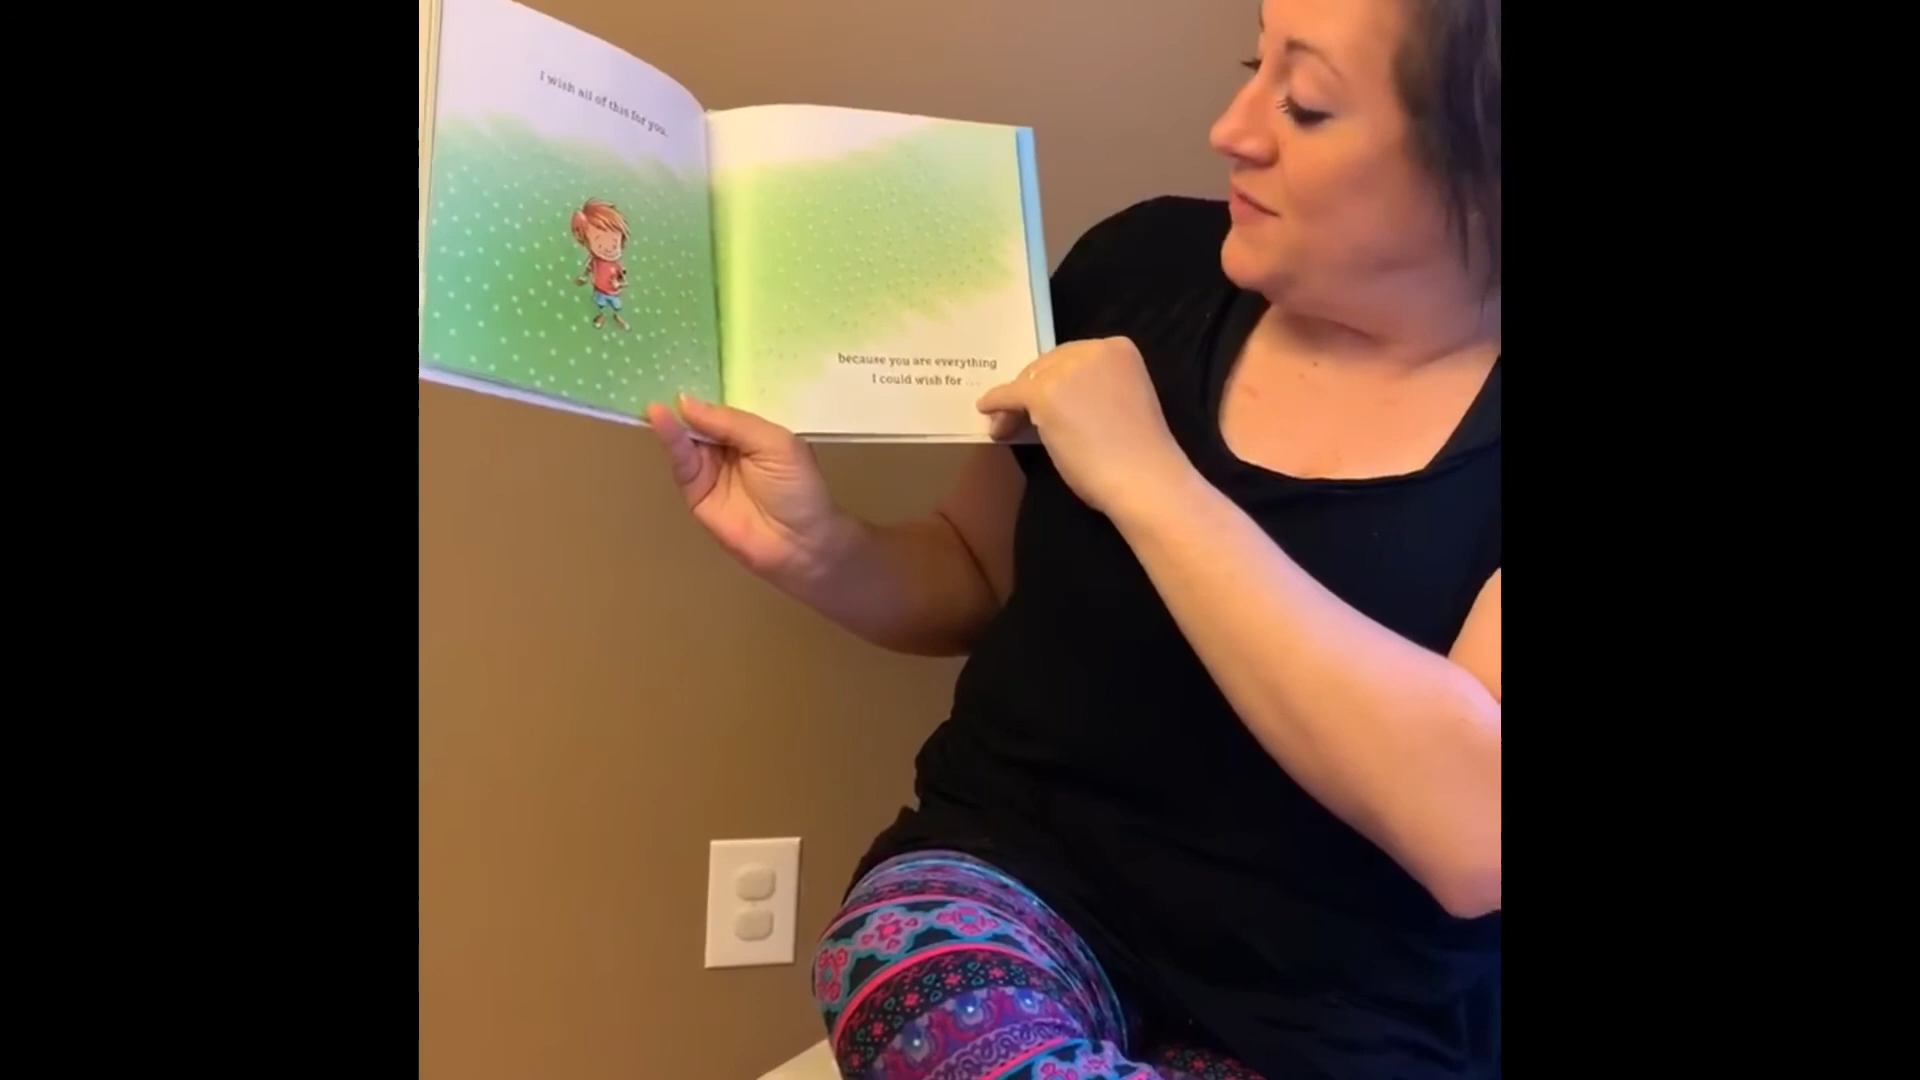 I wish all of this for you,
because you are everything
I could wish for . . .